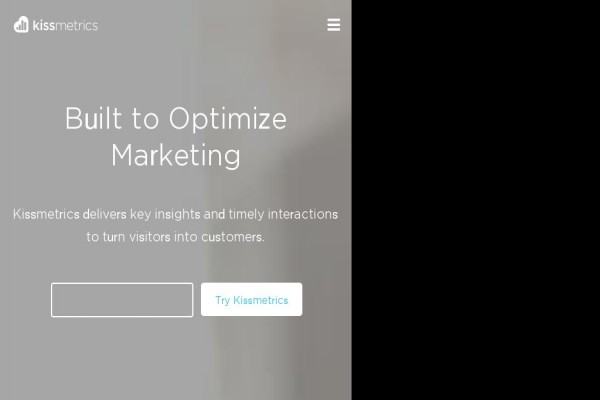 kissmetrics
Built to Optimize
Marketing
Kissmetrics delivers key insights and timely interactions
to turn visitors into customers.
Try Kissmetrics